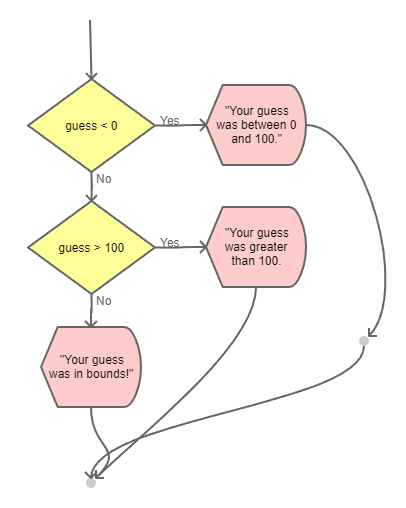 guess < 0
Yes
"Your guess
was between 0
and 100."
No
guess > 100
Yes
"Your guess
was greater
than 100.
No
"Your guess
was in bounds!"